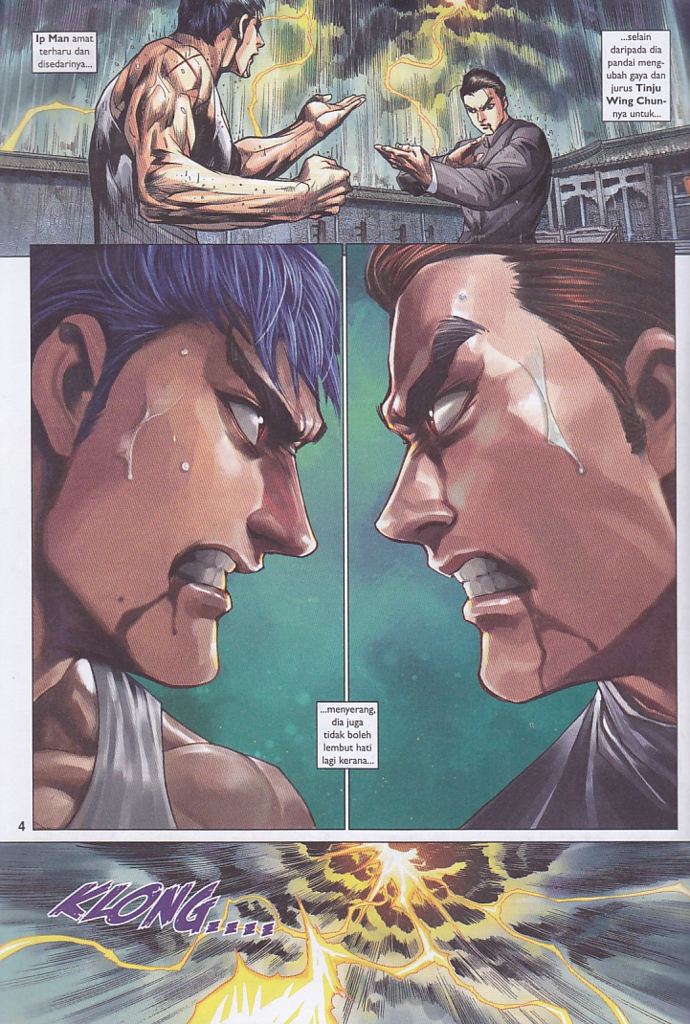 Ip Man amat
terharu dan
disedarinya...
...selain
daripada dia
pandai meng-
ubah gaya dan
jurus Tinju
Wing Chun-
nya untuk...
...menyerang,
dia juga
tidak boleh
lembut hati
lagi kerana...
4
KLONG....